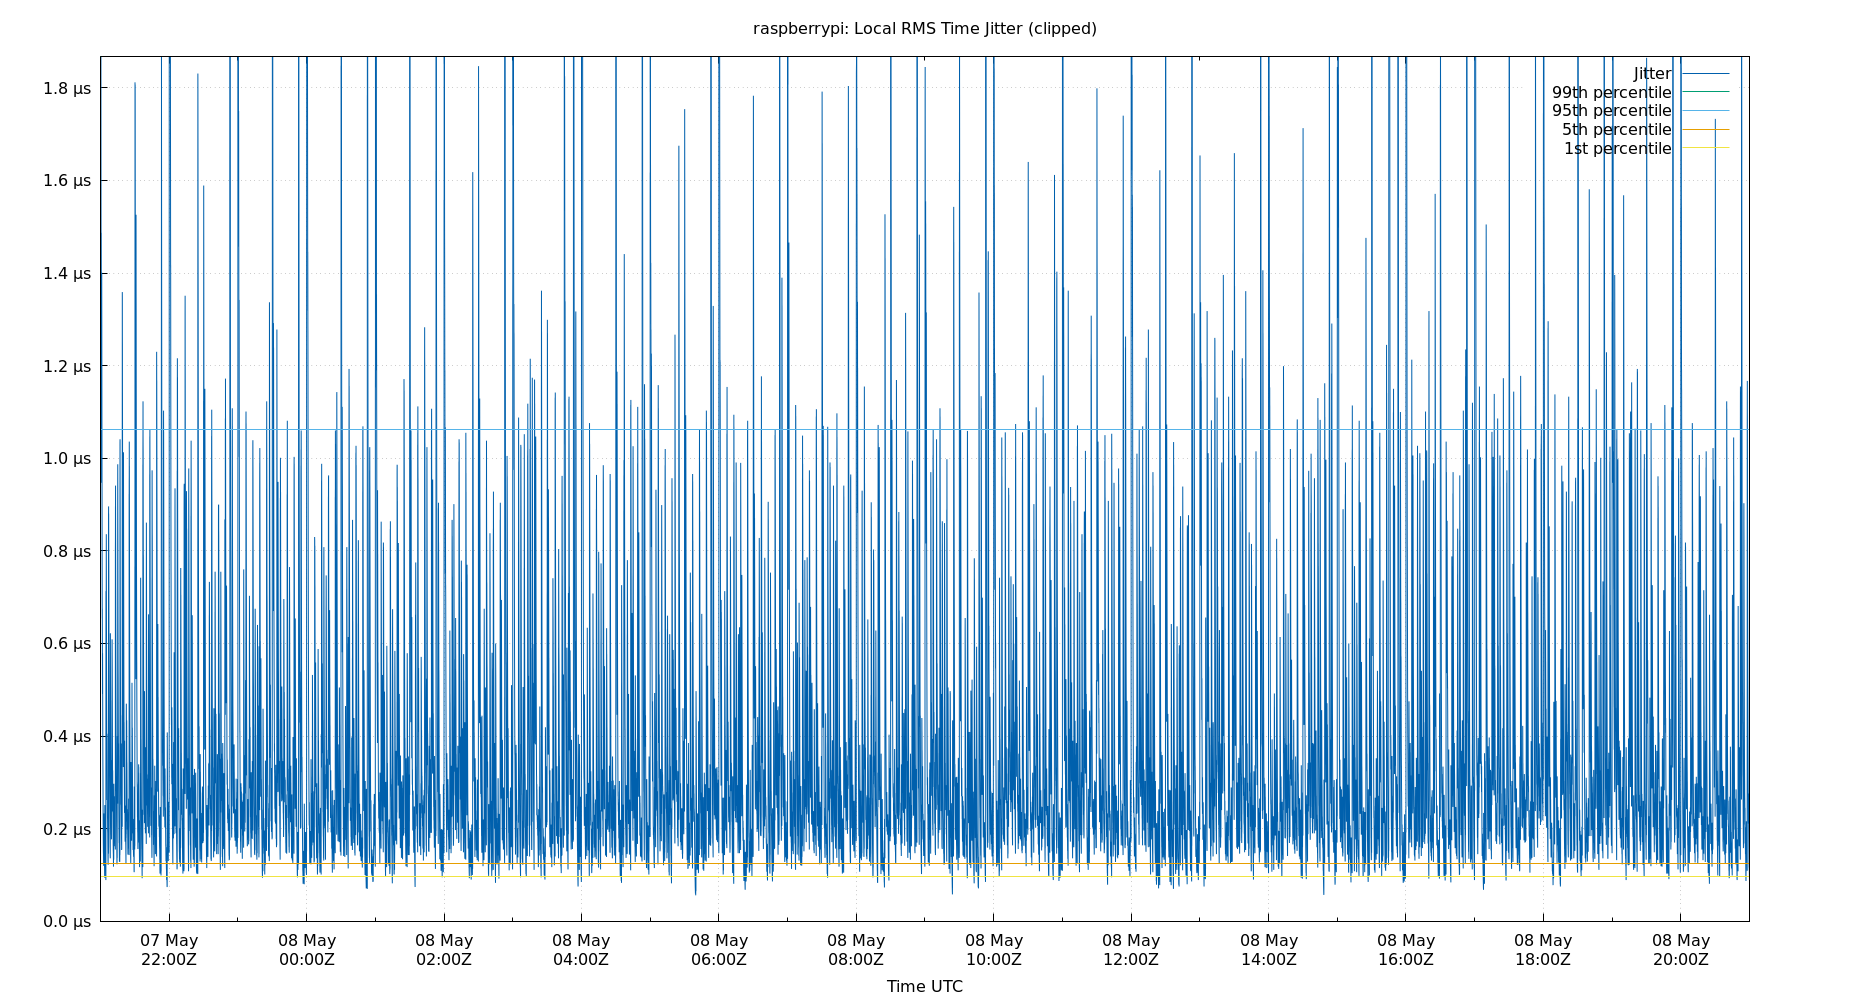 raspberrypi: Local RMS Time Jitter (clipped)
Jitter
99th percentile
95th percentile
5th percentile
1st percentile
1.8 µs
1.6 µs
1.4 µs
1.2 µs
1.0 µs
0.8 µs
0.6 µs
0.4 µs
0.2 µs
0.0 µs
07 May 08 May 08 May 08 May 08 May 08 May 08 May 08 May 08 May 08 May 08 May 08 May
22:00Z 00:00Z 02:00Z 04:00Z 06:00Z 08:00Z 10:00Z 12:00Z 14:00Z 16:00Z 18:00Z 20:00Z
Time UTC